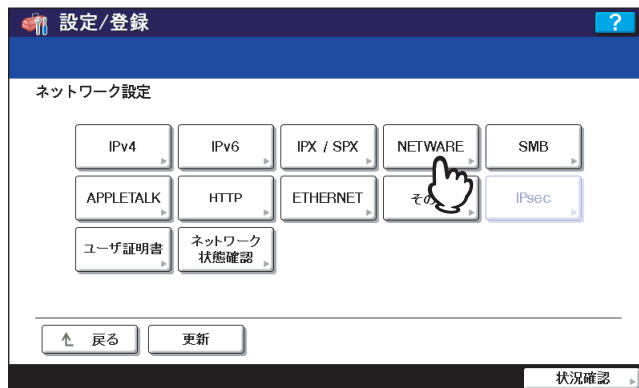 設定/登録
?
ネットワーク設定
IPv4
IPv6
IPX / SPX
NETWARE
SMB
APPLETALK
HTTP
ETHERNET
IPsec
ユーザ証明書
ネットワーク
状態確認
戻る
更新
状況確認